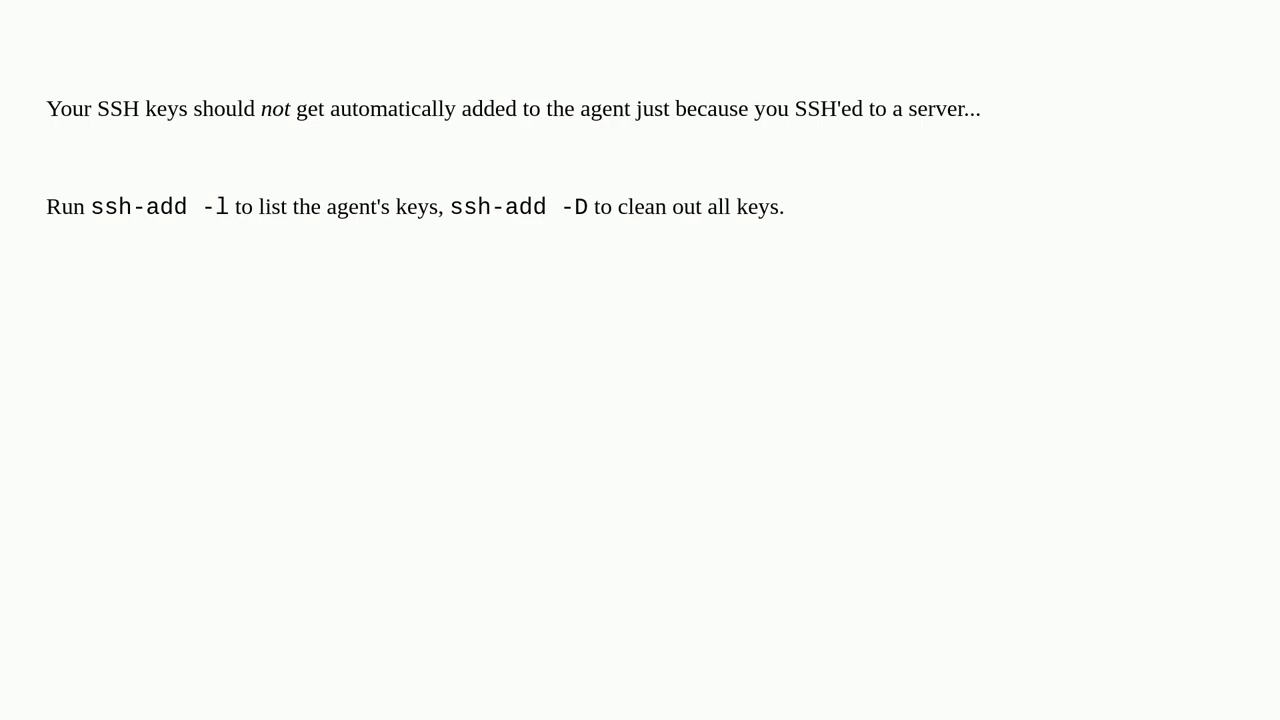 Your SSH keys should not get automatically added to the agent just because you SSH'ed to a server...
Run ssh-add -l to list the agent's keys, ssh-add -D to clean out all keys.